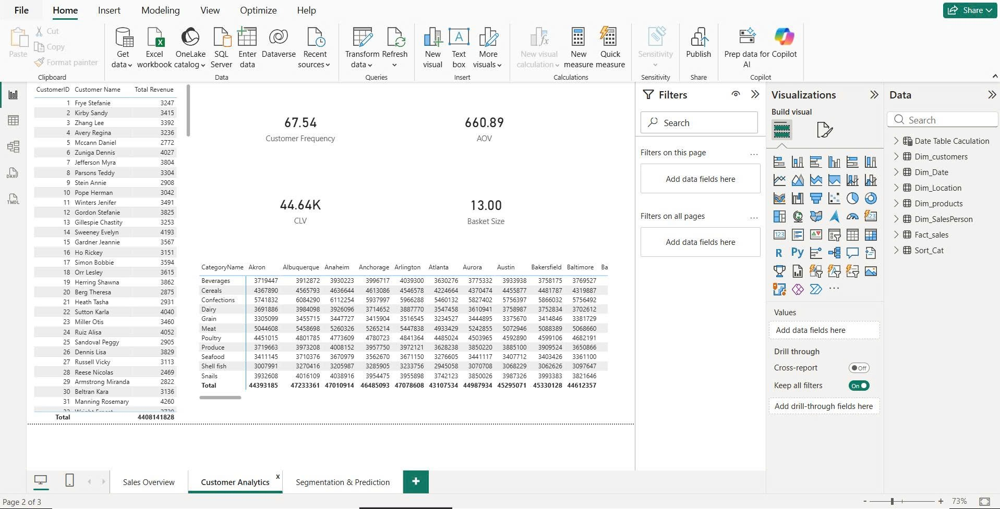 File Home Insert Modeling View Optimize Help Share
Paste Cut Copy Format painter
Get data Excel workbook OneLake catalog SQL Server Enter data Dataverse Recent sources Transform data Refresh New visual Text box More visuals New visual calculation New measure Quick measure Sensitivity Publish Prep data for AI Copilot
Clipboard Data Queries Insert Calculations Sensitivity Share Copilot
DAX
TMDL
CustomerID Customer Name Total Revenue
1 Frye Stefanie 3247
2 Kirby Sandy 3415
3 Zhang Lee 3392
4 Avery Regina 3236
5 Mccann Daniel 2772
6 Zuniga Dennis 4027
7 Jefferson Myra 3804
8 Parsons Teddy 3304
9 Stein Annie 2908
10 Pope Herman 3042
11 Winters Jenifer 3491
12 Gordon Stefanie 3825
13 Gillespie Chastity 3253
14 Sweeney Evelyn 4193
15 Gardner Jeannie 3567
16 Ho Rickey 3151
17 Simon Bobbie 3594
18 Orr Lesley 3615
19 Herring Shawna 3862
20 Berg Theresa 2875
21 Heath Tasha 2931
22 Sutton Karla 4040
23 Miller Otis 3460
24 Ruiz Alisa 4052
25 Sandoval Peggy 2905
26 Dennis Lisa 3829
27 Russell Vicky 3113
28 Reese Nicolas 2469
29 Armstrong Miranda 2822
30 Beltran Kara 3136
31 Manning Rosemary 4260
Total 4408141828
67.54
Customer Frequency
660.89
AOV
44.64K
CLV
13.00
Basket Size
CategoryName Akron Albuquerque Anaheim Anchorage Arlington Atlanta Aurora Austin Bakersfield Baltimore Ba
Beverages 3719447 3912872 3930223 3996717 4039300 3630276 3775332 3933938 3758175 3769527
Cereals 4367890 4565793 4636644 4613086 4546578 4224664 4370474 4455877 4481787 4319887
Confections 5741832 6084290 6112254 5937997 5966288 5460132 5827402 5756397 5866032 5756492
Dairy 3691886 3984098 3926096 3714652 3887770 3547458 3610941 3758987 3752834 3702612
Grain 3305099 3455715 3447727 3415904 3516545 3234527 3444895 3375670 3414846 3381729
Meat 5044608 5458698 5260326 5265214 5447838 4933429 5242855 5072946 5088389 5068660
Poultry 4451015 4801785 4773609 4780723 4841364 4485024 4503965 4592890 4599106 4682191
Produce 3719663 3973208 4008152 3957750 3972121 3628238 3850220 3885100 3909524 3650866
Seafood 3411145 3710376 3670979 3562670 3671150 3276605 3441117 3407712 3403426 3361100
Shell fish 3007991 3270416 3205987 3285905 3233756 2945058 3070708 3068229 3062626 3097647
Snails 3932608 4016109 4038916 3954475 3955898 3742123 3850026 3987326 3993383 3821646
Total 44393185 47233361 47010914 46485093 47078608 43107534 44987934 45295071 45330128 44612357
Filters
Search
Filters on this page ...
Add data fields here
Filters on all pages ...
Add data fields here
Visualizations
Build visual
123
123
R Py
...
Values
Add data fields here
Drill through
Cross-report Off
Keep all filters On
Add drill-through fields here
Data
Search
Date Table Caculation
Dim_customers
Dim_Date
Dim_Location
Dim_products
Dim_SalesPerson
Fact_sales
Sort_Cat
Sales Overview Customer Analytics x Segmentation & Prediction +
Page 2 of 3 - + 73%